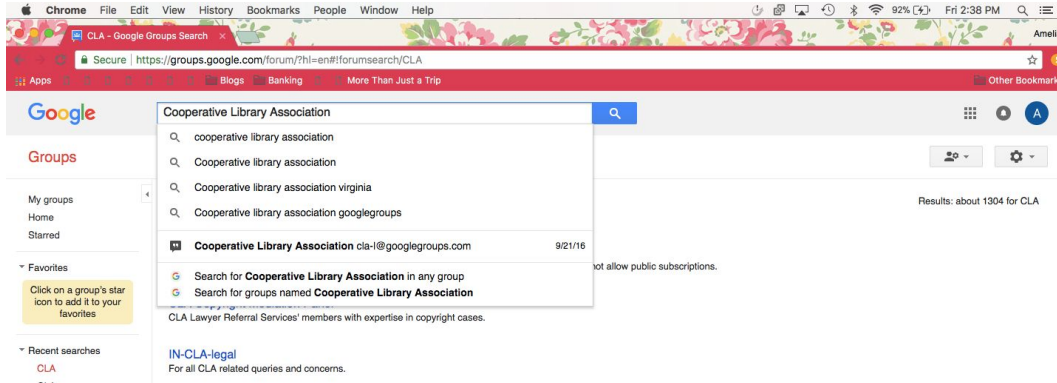 Chrome File Edit View History Bookmarks People Window Help 92% Fri 2:38 PM
CLA - Google Groups Search × Ameli
Secure https://groups.google.com/forum/?hl=en#!forumsearch/CLA
Apps Blogs Banking More Than Just a Trip Other Bookmark
Google Cooperative Library Association A
cooperative library association
Groups
Cooperative library association
Cooperative library association virginia
My groups Results: about 1304 for CLA
Cooperative library association googlegroups
Home
Starred
Cooperative Library Association cla-l@googlegroups.com 9/21/16
Favorites not allow public subscriptions.
Search for Cooperative Library Association in any group
Click on a group's star
icon to add it to your
favorites
Search for groups named Cooperative Library Association
CLA Lawyer Referral Services' members with expertise in copyright cases.
Recent searches
IN-CLA-legal
CLA
For all CLA related queries and concerns.